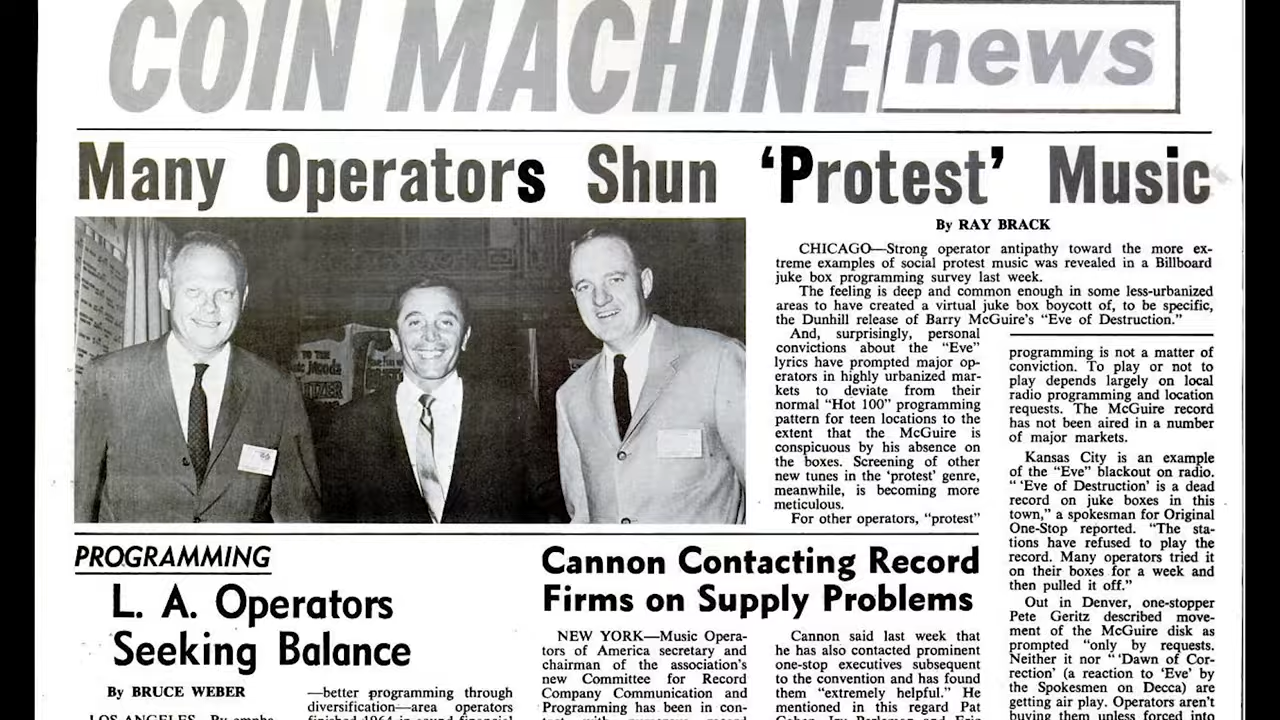 COIN MACHINE news
Many Operators Shun ‘Protest’ Music
By RAY BRACK
CHICAGO—Strong operator antipathy toward the more ex-
treme examples of social protest music was revealed in a Billboard
juke box programming survey last week.
The feeling is deep and common enough in some less-urbanized
areas to have created a virtual juke box boycott of, to be specific,
the Dunhill release of Barry McGuire's “Eve of Destruction.”
And, surprisingly, personal
convictions about the “Eve”
lyrics have prompted major op-
erators in highly urbanized mar-
kets to deviate from their
normal “Hot 100” programming
pattern for teen locations to the
extent that the McGuire is
conspicuous by his absence on
the boxes. Screening of other
new tunes in the ‘protest’ genre,
meanwhile, is becoming more
meticulous.
For other operators, “protest”
programming is not a matter of
conviction. To play or not to
play depends largely on local
radio programming and location
requests. The McGuire record
has not been aired in a number
of major markets.
Kansas City is an example
of the “Eve” blackout on radio.
“ ‘Eve of Destruction’ is a dead
record on juke boxes in this
town,” a spokesman for Original
One-Stop reported. “The sta-
tions have refused to play the
record. Many operators tried it
on their boxes for a week and
then pulled it off.”
Out in Denver, one-stopper
Pete Geritz described move-
ment of the McGuire disk as
prompted “only by requests.
Neither it nor “ ‘Dawn of Cor-
rection’ (a reaction to ‘Eve’ by
the Spokesmen on Decca) are
getting air play. Operators aren't
buying them unless forced to
PROGRAMMING
L. A. Operators
Seeking Balance
By BRUCE WEBER
LOS ANGELES
—better programming through
diversification—area operators
finished 1964 in sound financial
Cannon Contacting Record
Firms on Supply Problems
NEW YORK—Music Opera-
tors of America secretary and
chairman of the association's
new Committee for Record
Company Communication and
Programming has been in con-
tact with numerous record
Cannon said last week that
he has also contacted prominent
one-stop executives subsequent
to the convention and has found
them “extremely helpful.” He
mentioned in this regard Pat